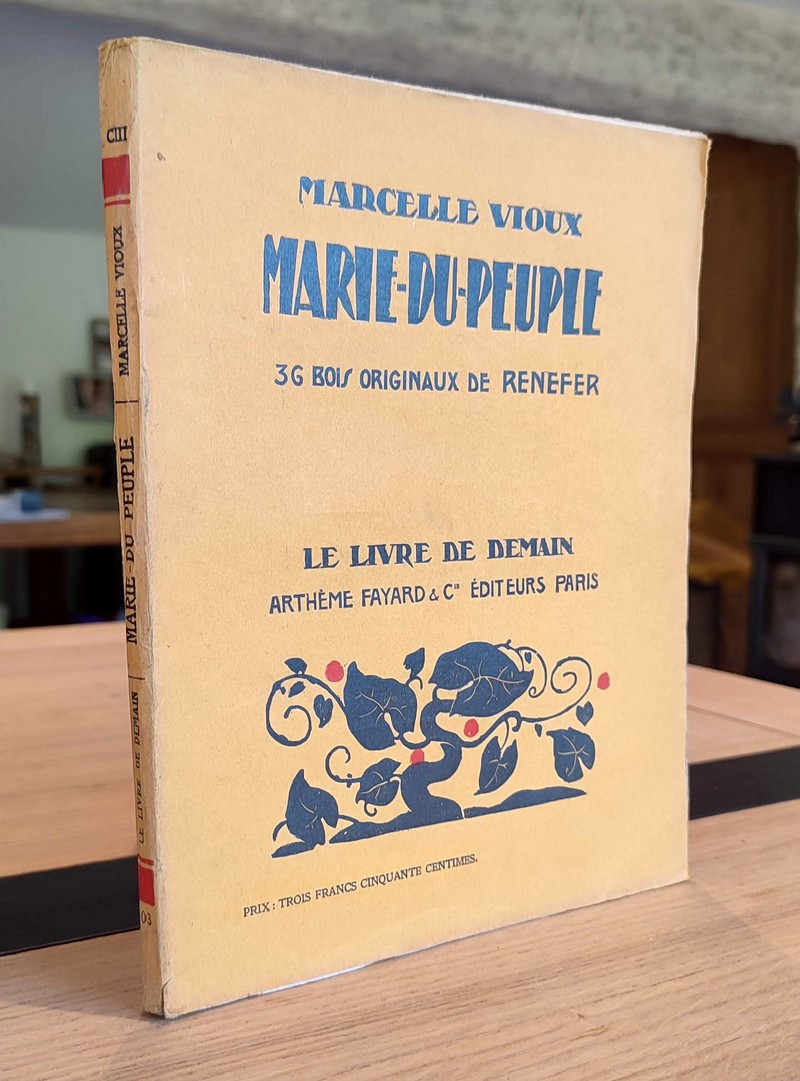 MARCELLE VIOUX
MARIE-DU-PEUPLE
36 BOIS ORIGINAUX DE RENEFER
LE LIVRE DE DEMAIN
ARTHÈME FAYARD & Cie ÉDITEURS PARIS
PRIX : TROIS FRANCS CINQUANTE CENTIMES.
CIII
MARCELLE VIOUX
MARIE-DU PEUPLE
LE LIVRE DE DEMAIN
03